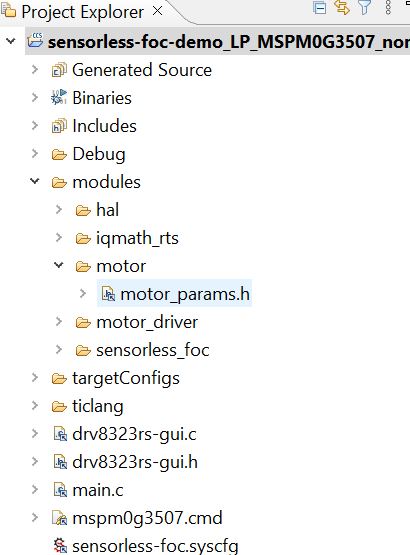 Project Explorer
sensorless-foc-demo_LP_MSPM0G3507_nor
Generated Source
Binaries
Includes
Debug
modules
hal
iqmath_rts
motor
motor_params.h
motor_driver
sensorless_foc
targetConfigs
ticlang
drv8323rs-gui.c
drv8323rs-gui.h
main.c
mspm0g3507.cmd
sensorless-foc.syscfg